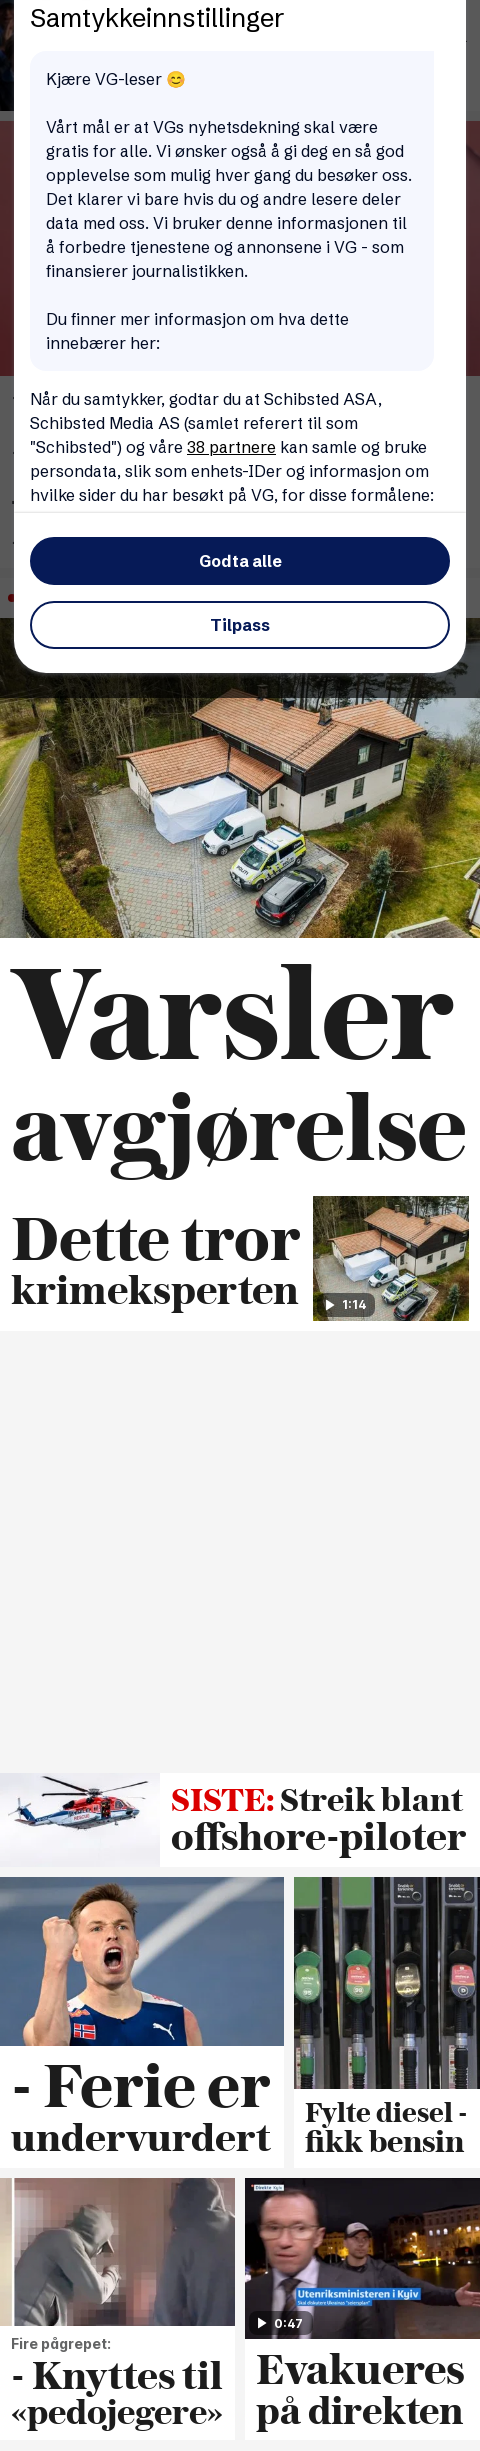 Samtykkeinnstillinger
Kjære VG-leser 😊
Vårt mål er at VGs nyhetsdekning skal være
gratis for alle. Vi ønsker også å gi deg en så god
opplevelse som mulig hver gang du besøker oss.
Det klarer vi bare hvis du og andre lesere deler
data med oss. Vi bruker denne informasjonen til
å forbedre tjenestene og annonsene i VG - som
finansierer journalistikken.
Du finner mer informasjon om hva dette
innebærer her:
Når du samtykker, godtar du at Schibsted ASA,
Schibsted Media AS (samlet referert til som
"Schibsted") og våre 38 partnere kan samle og bruke
persondata, slik som enhets-IDer og informasjon om
hvilke sider du har besøkt på VG, for disse formålene:
Godta alle
Tilpass
Varsler
avgjørelse
Dette tror
krimeksperten
1:14
SISTE: Streik blant
offshore-piloter
- Ferie er
undervurdert
Fylte diesel -
fikk bensin
Fire pågrepet:
- Knyttes til
«pedojegere»
Direkte Kyiv
Utenriksministeren i Kyiv
Skal diskutere Ukrainas "seiersplan"
0:47
Evakueres
på direkten